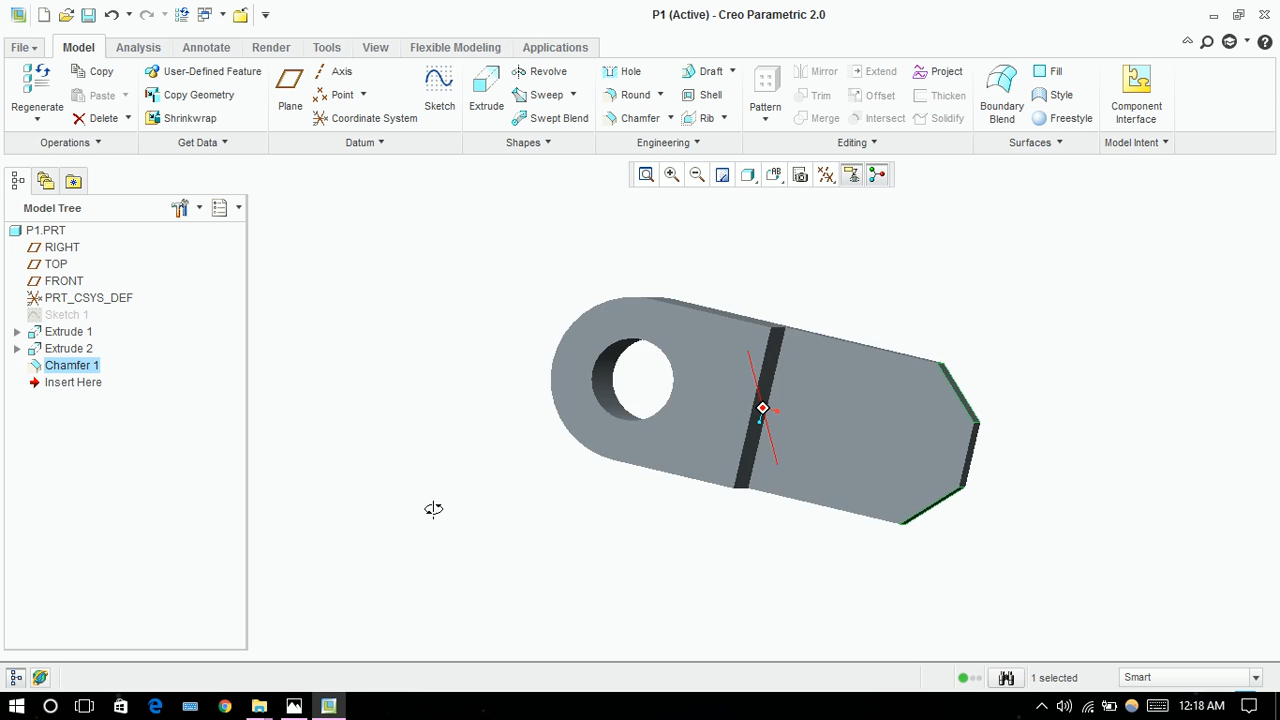 P1 (Active) - Creo Parametric 2.0
File Model Analysis Annotate Render Tools View Flexible Modeling Applications
Regenerate
Copy
Paste
Delete
Operations
User-Defined Feature
Copy Geometry
Shrinkwrap
Get Data
Plane
Axis
Point
Coordinate System
Datum
Sketch
Extrude
Revolve
Sweep
Swept Blend
Shapes
Hole
Round
Chamfer
Draft
Shell
Rib
Engineering
Pattern
Mirror
Trim
Merge
Extend
Offset
Intersect
Project
Thicken
Solidify
Editing
Boundary
Blend
Fill
Style
Freestyle
Surfaces
Component
Interface
Model Intent
Model Tree
P1.PRT
RIGHT
TOP
FRONT
PRT_CSYS_DEF
Sketch 1
Extrude 1
Extrude 2
Chamfer 1
Insert Here
1 selected
Smart
12:18 AM